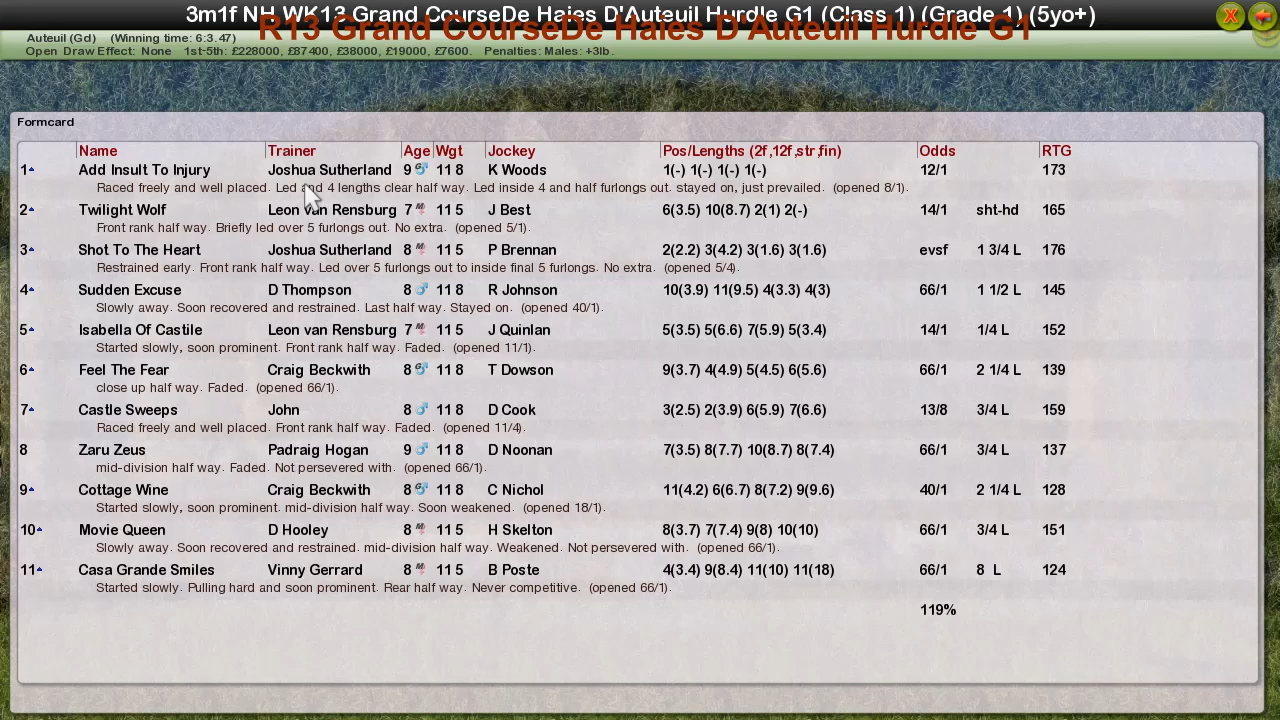 3m1f NH WK13 Grand CourseDe Haies D'Auteuil Hurdle G1 (Class 1) (Grade 1) (5yo+)
R13 Grand CourseDe Haies D'Auteuil Hurdle G1
Auteuil (Gd) (Winning time: 6:3.47)
Open Draw Effect: None 1st-5th: £228000, £87400, £38000, £19000, £7600. Penalties: Males: +3lb.
Formcard
Name Trainer Age Wgt Jockey Pos/Lengths (2f,12f,str,fin) Odds RTG
1 Add Insult To Injury Joshua Sutherland 9 11 8 K Woods 1(-) 1(-) 1(-) 1(-) 12/1 173
Raced freely and well placed. Led and 4 lengths clear half way. Led inside 4 and half furlongs out. stayed on, just prevailed. (opened 8/1).
2 Twilight Wolf Leon van Rensburg 7 11 5 J Best 6(3.5) 10(8.7) 2(1) 2(-) 14/1 sht-hd 165
Front rank half way. Briefly led over 5 furlongs out. No extra. (opened 5/1).
3 Shot To The Heart Joshua Sutherland 8 11 5 P Brennan 2(2.2) 3(4.2) 3(1.6) 3(1.6) evsf 1 3/4 L 176
Restrained early. Front rank half way. Led over 5 furlongs out to inside final 5 furlongs. No extra. (opened 5/4).
4 Sudden Excuse D Thompson 8 11 8 R Johnson 10(3.9) 11(9.5) 4(3.3) 4(3) 66/1 1 1/2 L 145
Slowly away. Soon recovered and restrained. Last half way. Stayed on. (opened 40/1).
5 Isabella Of Castile Leon van Rensburg 7 11 5 J Quinlan 5(3.5) 5(6.6) 7(5.9) 5(3.4) 14/1 1/4 L 152
Started slowly, soon prominent. Front rank half way. Faded. (opened 11/1).
6 Feel The Fear Craig Beckwith 8 11 8 T Dowson 9(3.7) 4(4.9) 5(4.5) 6(5.6) 66/1 2 1/4 L 139
close up half way. Faded. (opened 66/1).
7 Castle Sweeps John 8 11 8 D Cook 3(2.5) 2(3.9) 6(5.9) 7(6.6) 13/8 3/4 L 159
Raced freely and well placed. Front rank half way. Faded. (opened 11/4).
8 Zaru Zeus Padraig Hogan 9 11 8 D Noonan 7(3.5) 8(7.7) 10(8.7) 8(7.4) 66/1 3/4 L 137
mid-division half way. Faded. Not persevered with. (opened 66/1).
9 Cottage Wine Craig Beckwith 8 11 8 C Nichol 11(4.2) 6(6.7) 8(7.2) 9(9.6) 40/1 2 1/4 L 128
Started slowly, soon prominent. mid-division half way. Soon weakened. (opened 18/1).
10 Movie Queen D Hooley 8 11 5 H Skelton 8(3.7) 7(7.4) 9(8) 10(10) 66/1 3/4 L 151
Slowly away. Soon recovered and restrained. mid-division half way. Weakened. Not persevered with. (opened 66/1).
11 Casa Grande Smiles Vinny Gerrard 8 11 5 B Poste 4(3.4) 9(8.4) 11(10) 11(18) 66/1 8 L 124
Started slowly. Pulling hard and soon prominent. Rear half way. Never competitive. (opened 66/1).
119%